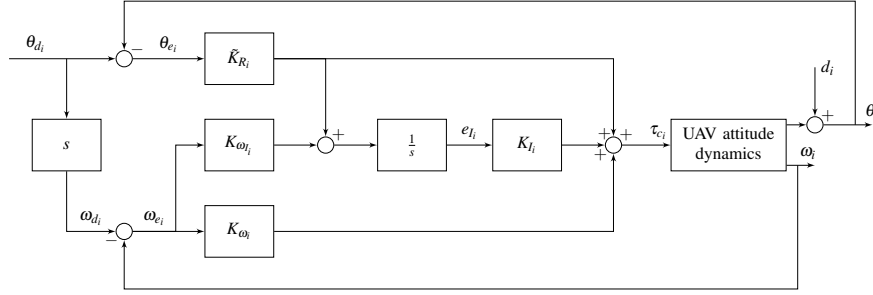 θ_{d_i}
−
θ_{e_i}
K̃_{R_i}
d_i
s
K_{ω_{I_i}}
+
+
1/s
e_{I_i}
K_{I_i}
+
+
+
τ_{c_i}
UAV attitude
dynamics
+
θ
ω_i
ω_{d_i}
−
ω_{e_i}
K_{ω_i}